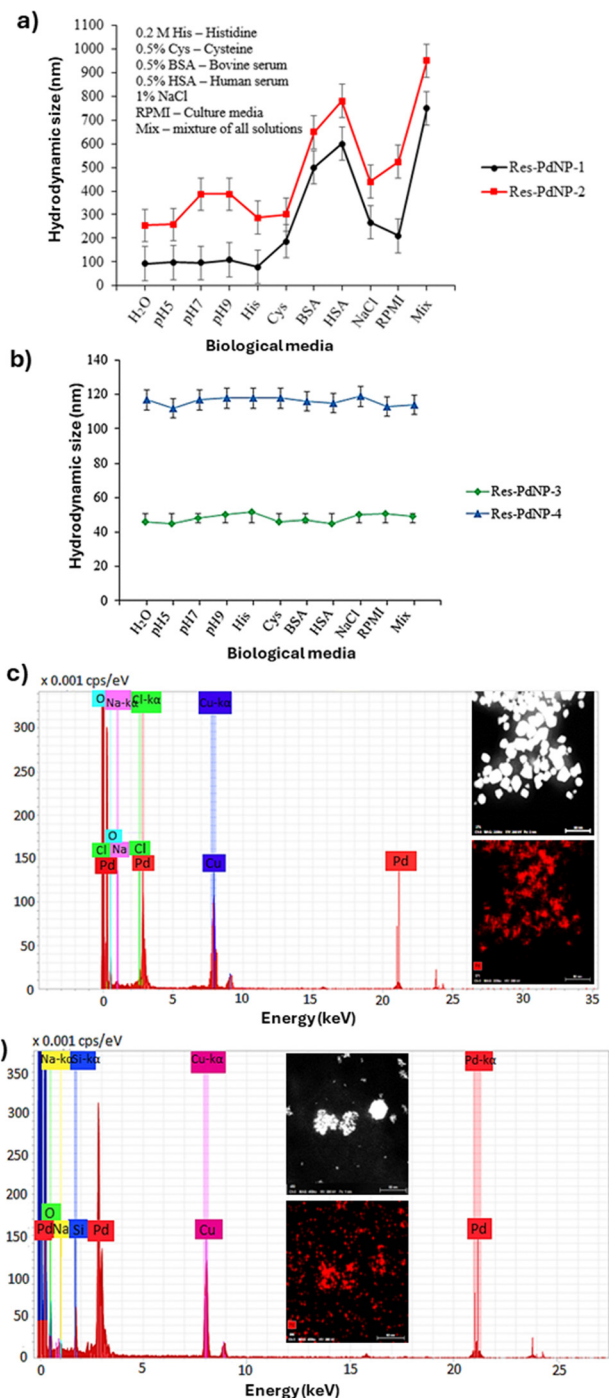 a)
1100
1000
900
800
700
600
500
400
300
200
100
0
Hydrodynamic size (nm)
0.2 M His – Histidine
0.5% Cys – Cysteine
0.5% BSA – Bovine serum
0.5% HSA – Human serum
1% NaCl
RPMI – Culture media
Mix – mixture of all solutions
Res-PdNP-1
Res-PdNP-2
H₂O
pH5
pH7
pH9
His
Cys
BSA
HSA
NaCl
RPMI
Mix
Biological media
b)
140
120
100
80
60
40
20
0
Hydrodynamic size (nm)
Res-PdNP-3
Res-PdNP-4
H₂O
pH5
pH7
pH9
His
Cys
BSA
HSA
NaCl
RPMI
Mix
Biological media
c)
x 0.001 cps/eV
O
Na-kα
Cl-kα
Cu-kα
300
250
200
150
100
50
0
O
Cl
Na
Cl
Pd
Pd
Cu
Pd
0
5
10
15
20
25
30
35
Energy (keV)
)
x 0.001 cps/eV
Na-kα
Si-kα
Cu-kα
Pd-kα
350
300
250
200
150
100
50
0
O
Pd
Na
Si
Pd
Cu
Pd
0
5
10
15
20
25
Energy (keV)